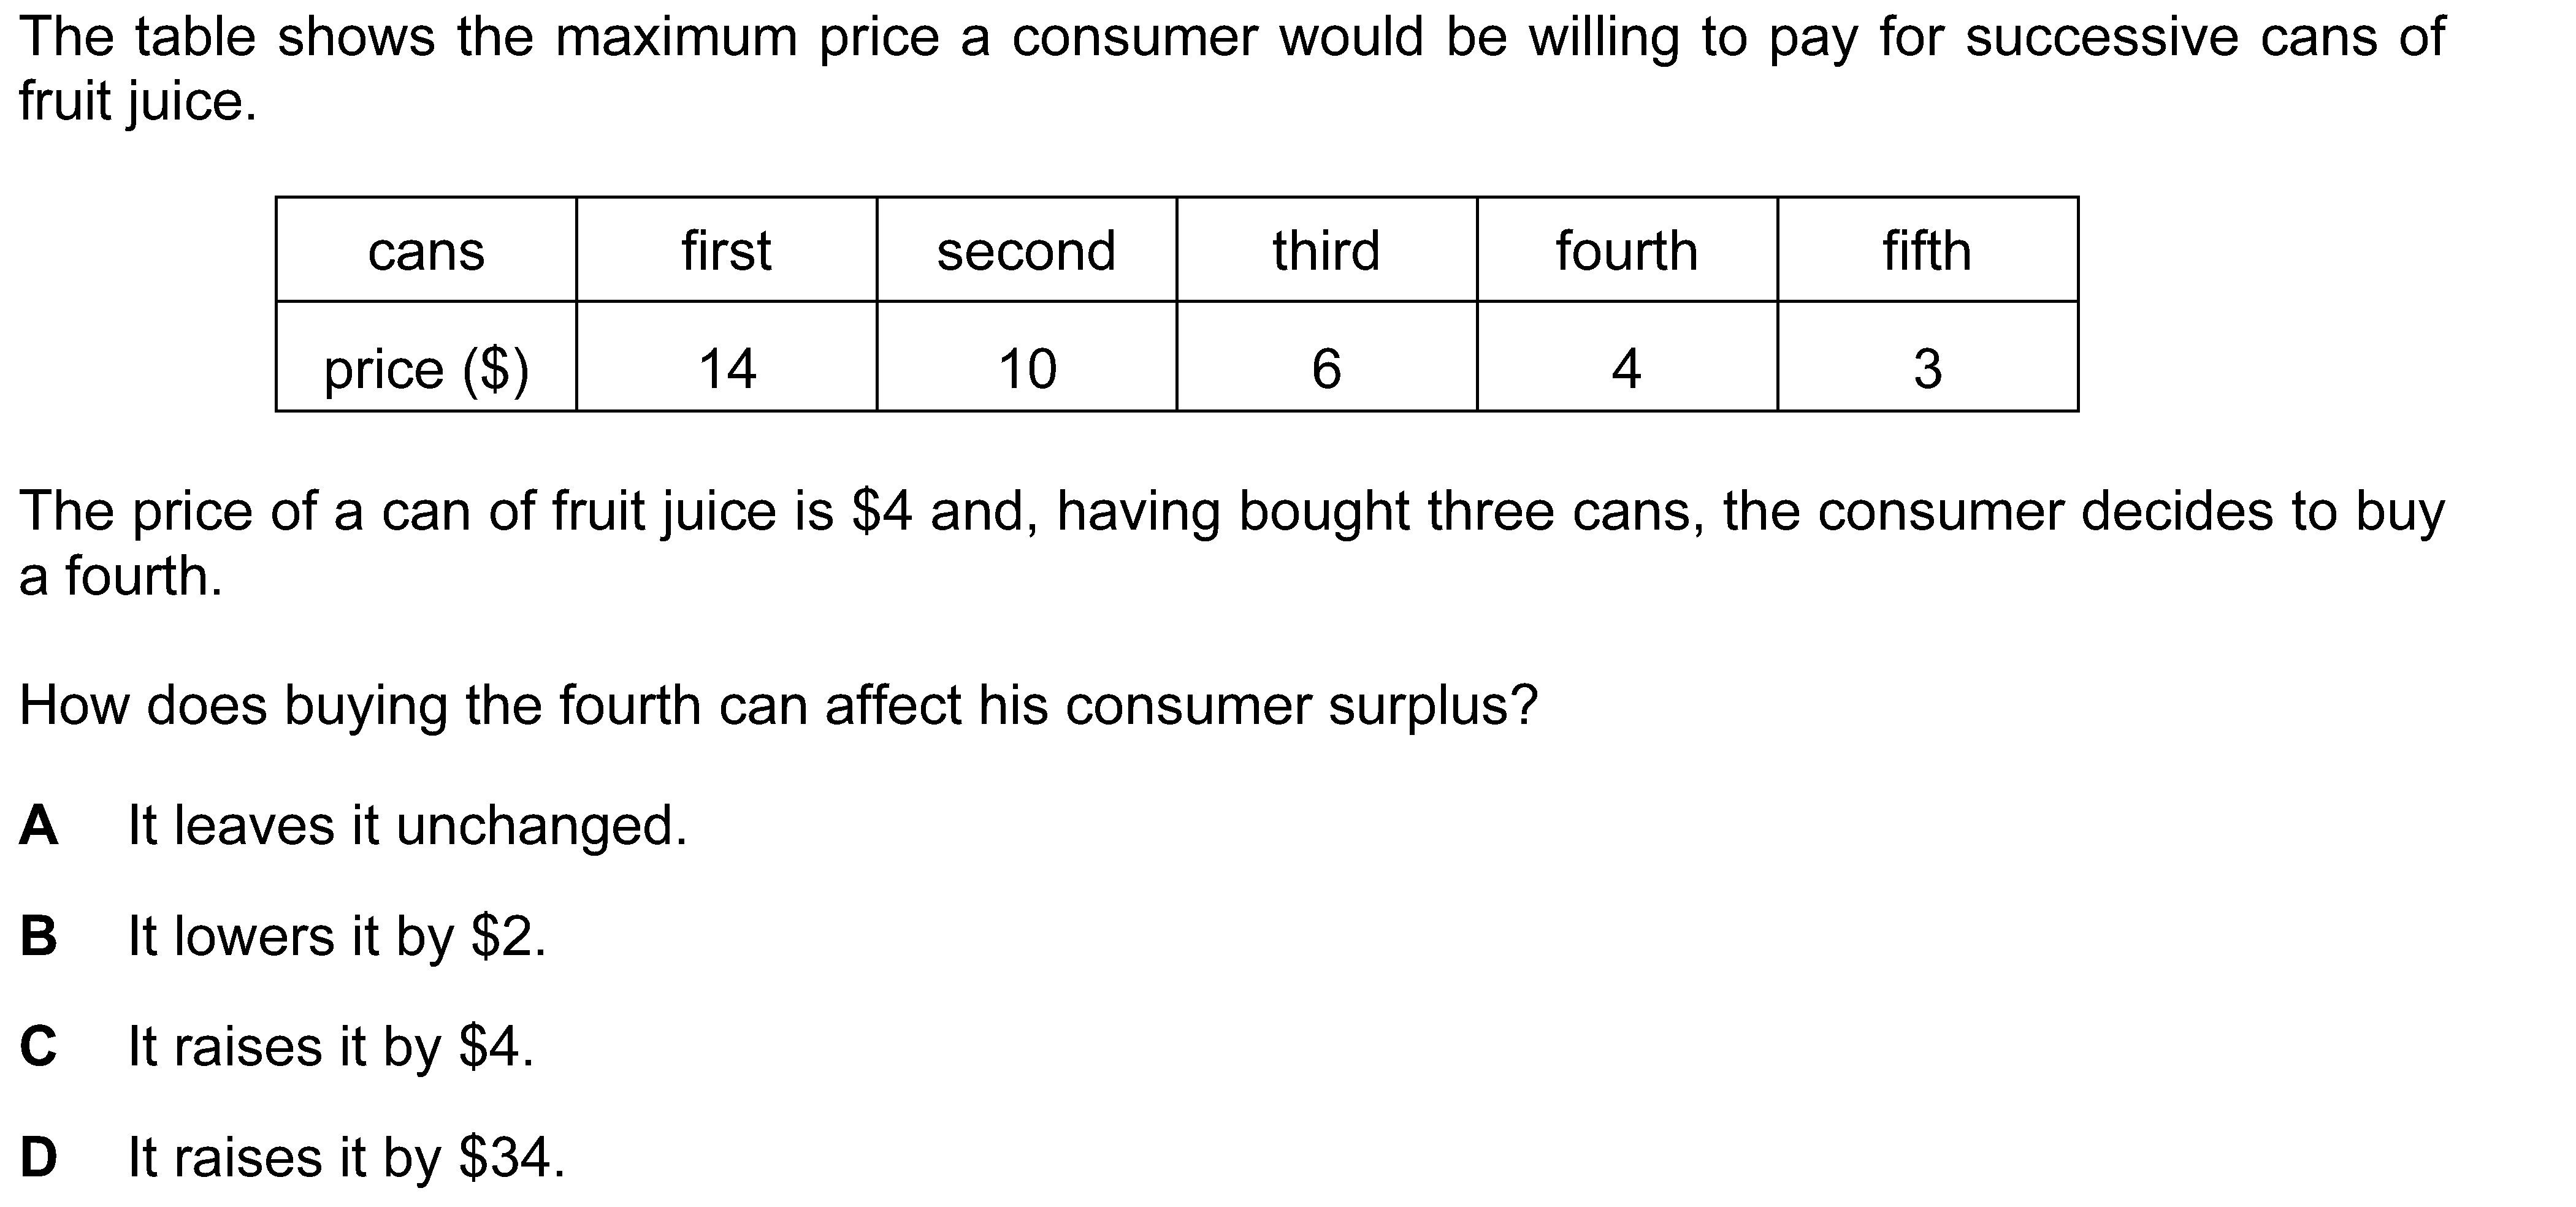 The table shows the maximum price a consumer would be willing to pay for successive cans of
fruit juice.
cans first second third fourth fifth
price ($) 14 10 6 4 3
The price of a can of fruit juice is $4 and, having bought three cans, the consumer decides to buy
a fourth.
How does buying the fourth can affect his consumer surplus?
A It leaves it unchanged.
B It lowers it by $2.
C It raises it by $4.
D It raises it by $34.